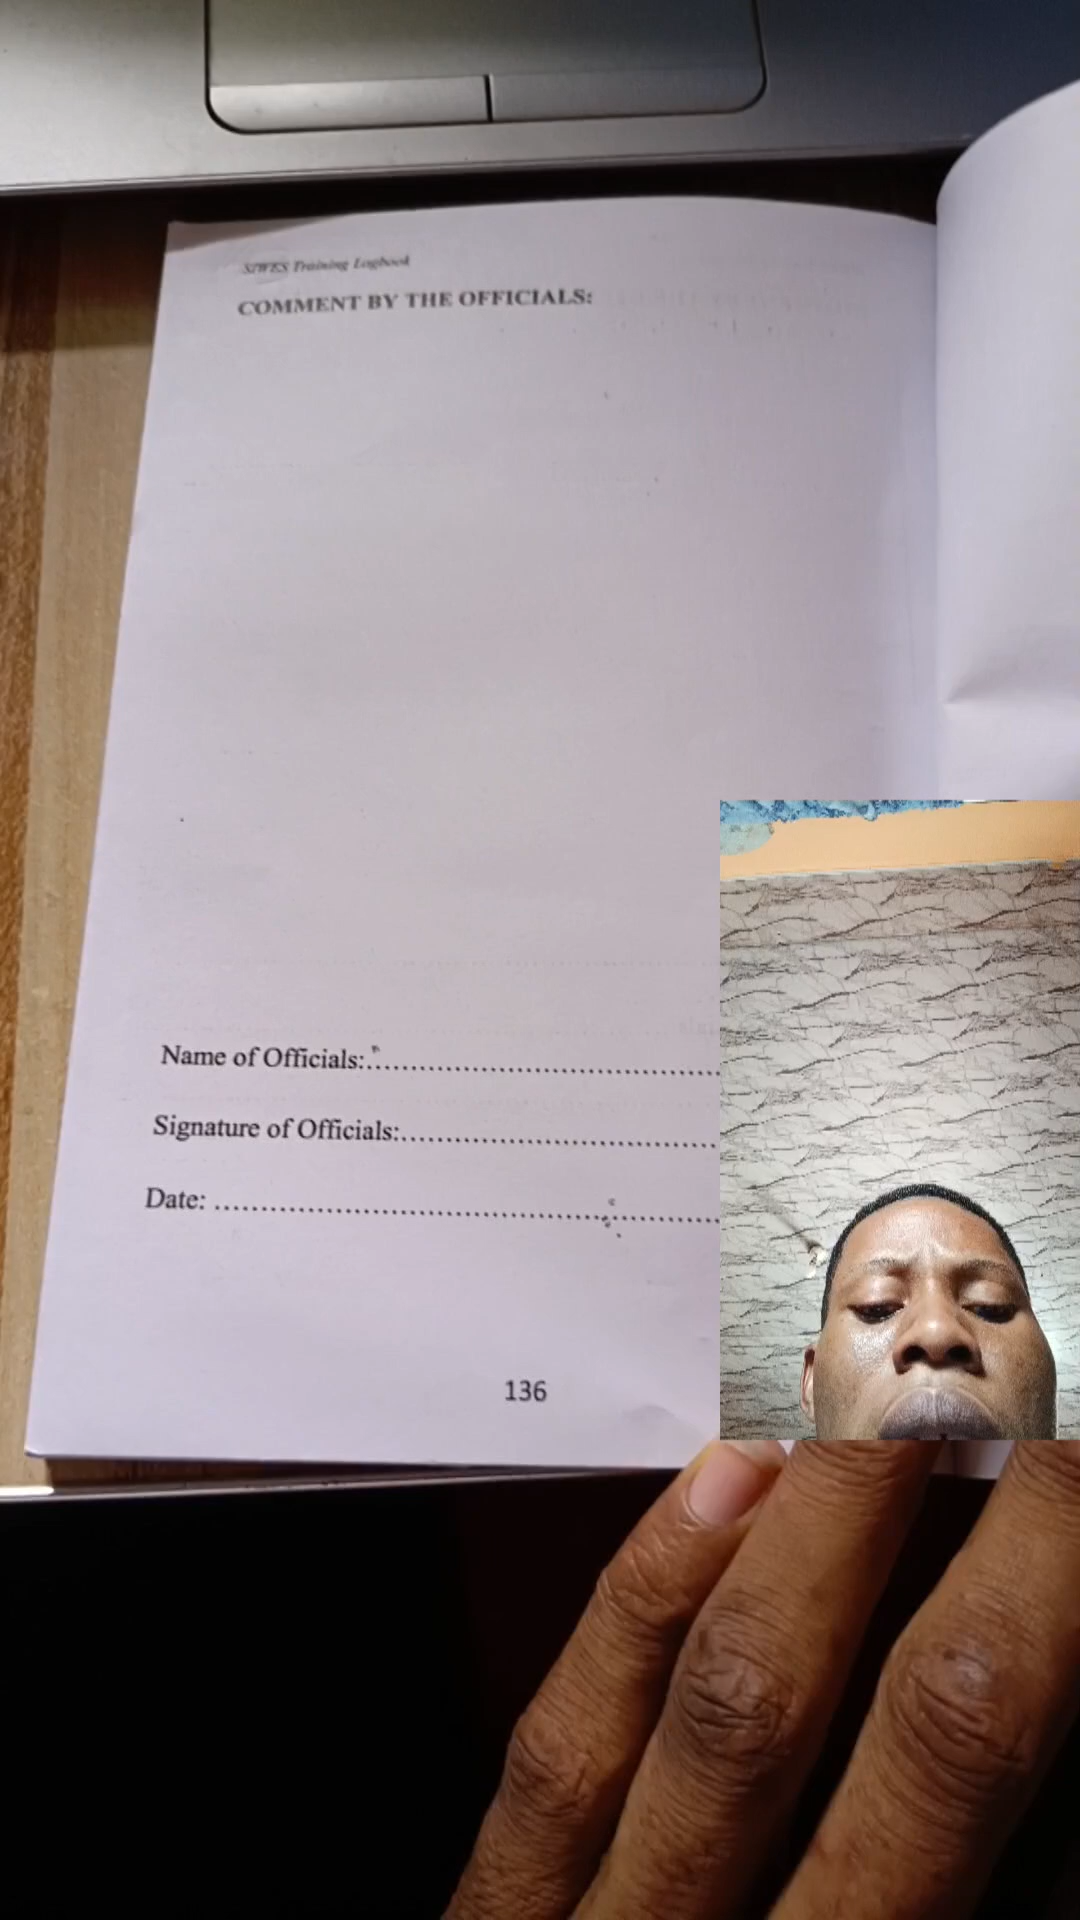 SIWES Training Logbook
COMMENT BY THE OFFICIALS:
Name of Officials:..............................................
Signature of Officials:..........................................
Date: ................................................................
136